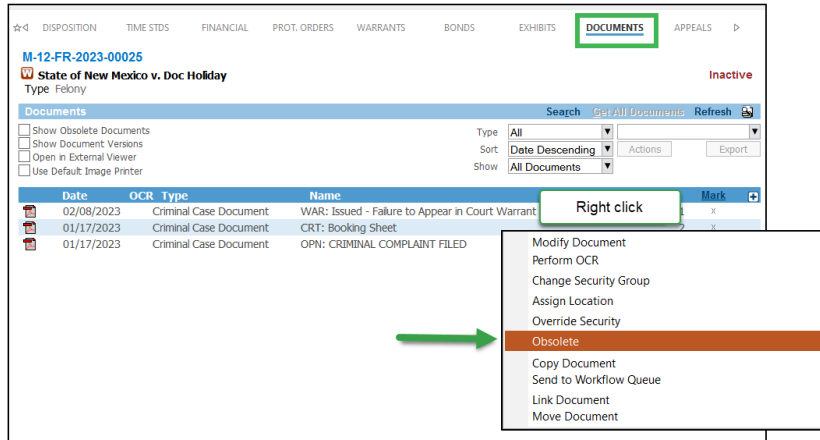 DISPOSITION TIME STDS FINANCIAL PROT. ORDERS WARRANTS BONDS EXHIBITS DOCUMENTS APPEALS
M-12-FR-2023-00025
W State of New Mexico v. Doc Holiday Inactive
Type Felony
Documents Search Get All Documents Refresh
Show Obsolete Documents Type All
Show Document Versions Sort Date Descending Actions Export
Open in External Viewer Show All Documents
Use Default Image Printer
Date OCR Type Name Mark
02/08/2023 Criminal Case Document WAR: Issued - Failure to Appear in Court Warrant 1 x
01/17/2023 Criminal Case Document CRT: Booking Sheet 2 x
01/17/2023 Criminal Case Document OPN: CRIMINAL COMPLAINT FILED
Right click
Modify Document
Perform OCR
Change Security Group
Assign Location
Override Security
Obsolete
Copy Document
Send to Workflow Queue
Link Document
Move Document